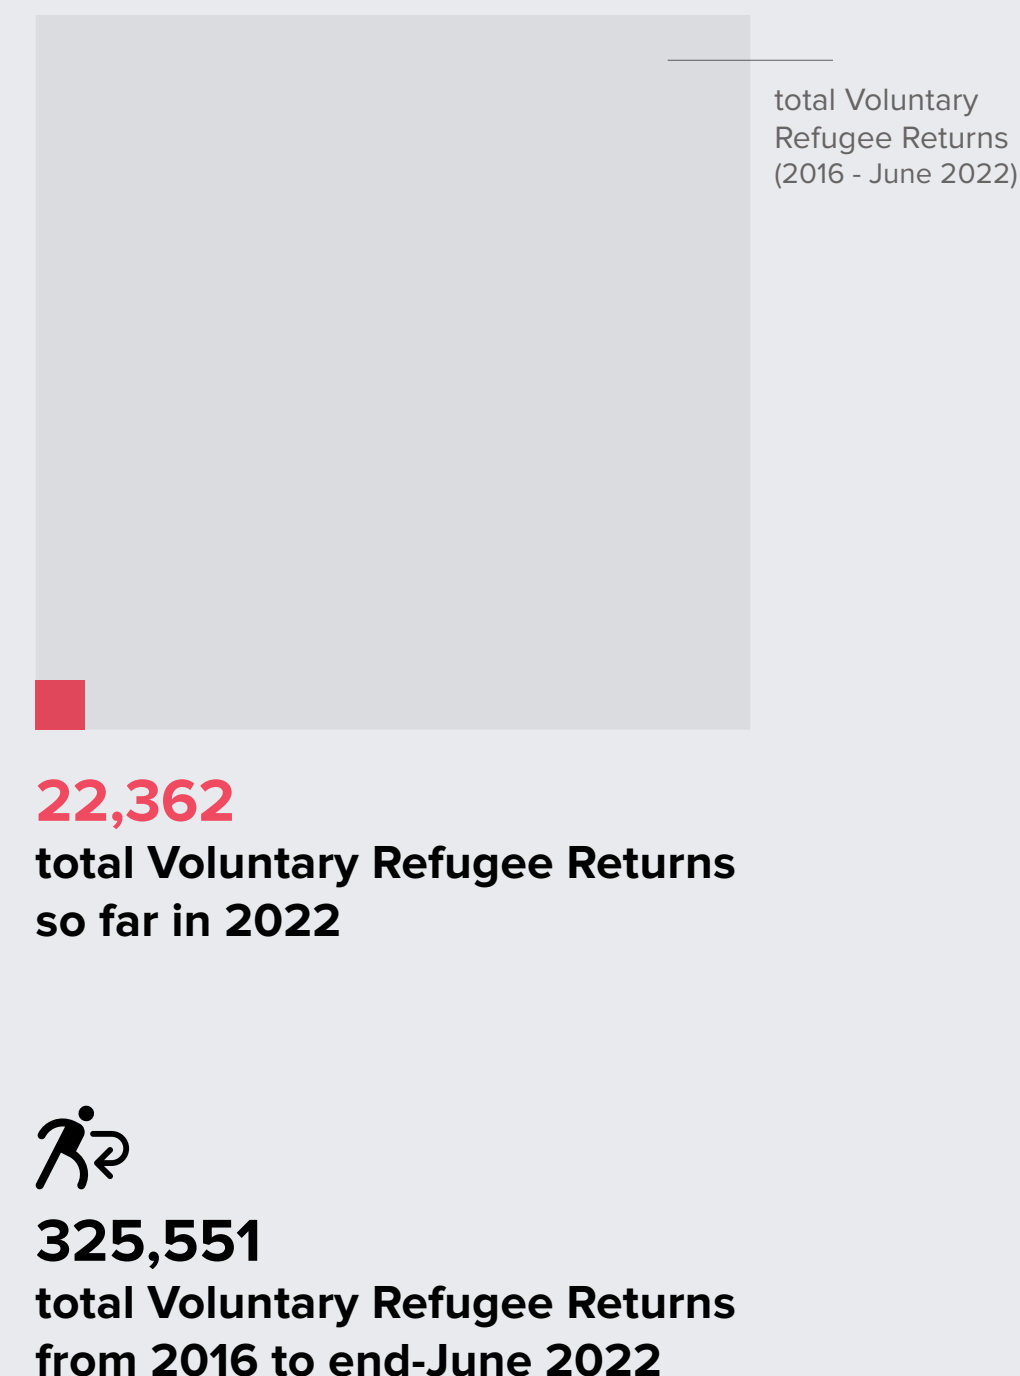 total Voluntary
Refugee Returns
(2016 - June 2022)
22,362
total Voluntary Refugee Returns
so far in 2022
325,551
total Voluntary Refugee Returns
from 2016 to end-June 2022